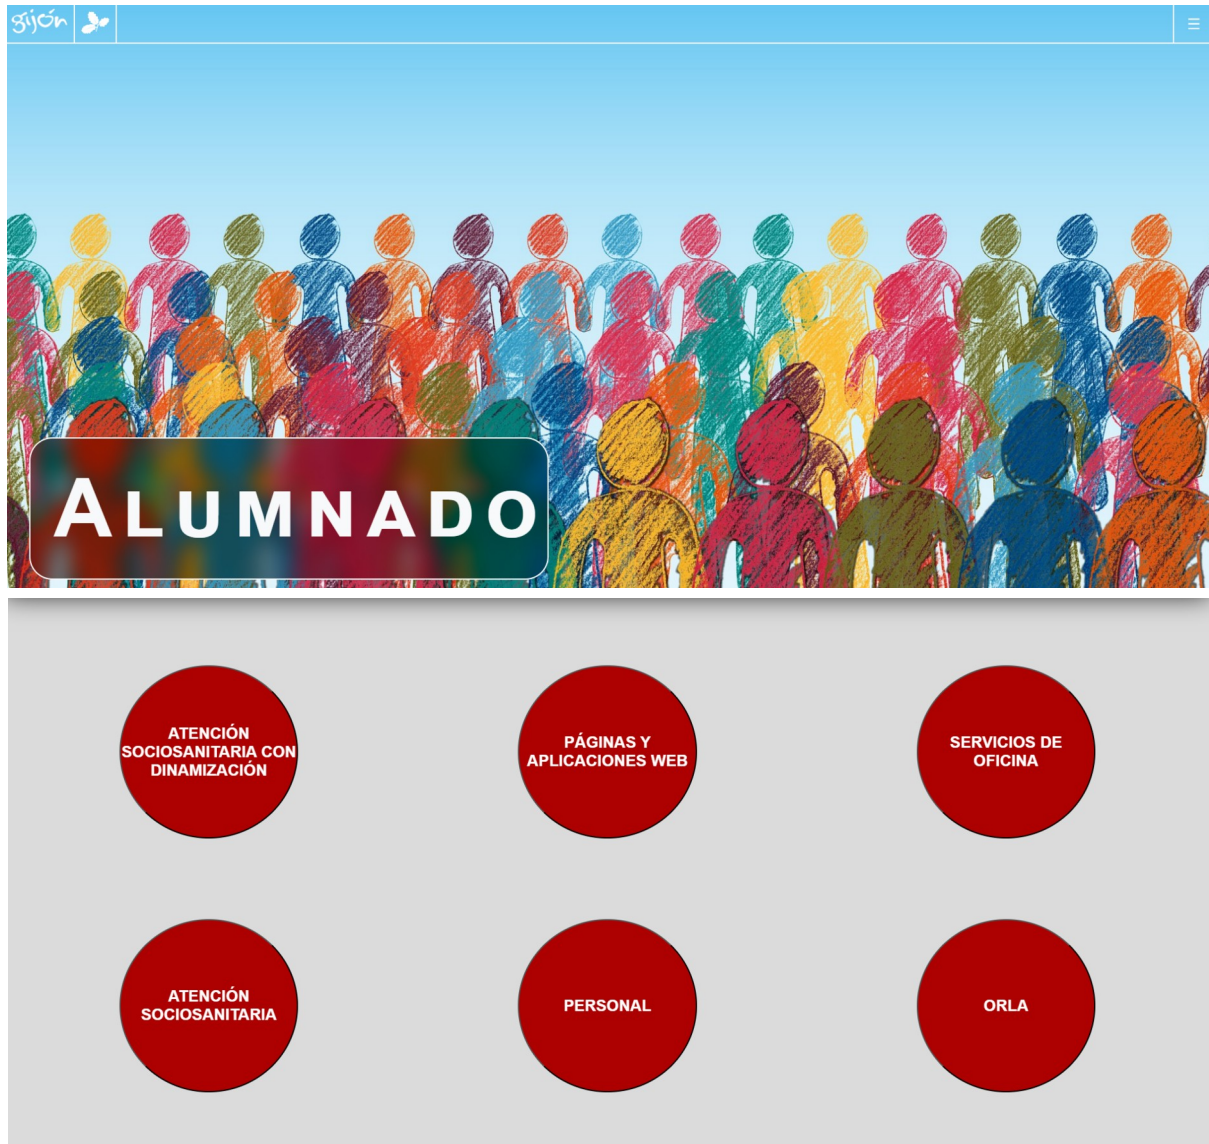 gijón
ALUMNADO
ATENCIÓN
SOCIOSANITARIA CON
DINAMIZACIÓN
PÁGINAS Y
APLICACIONES WEB
SERVICIOS DE
OFICINA
ATENCIÓN
SOCIOSANITARIA
PERSONAL
ORLA